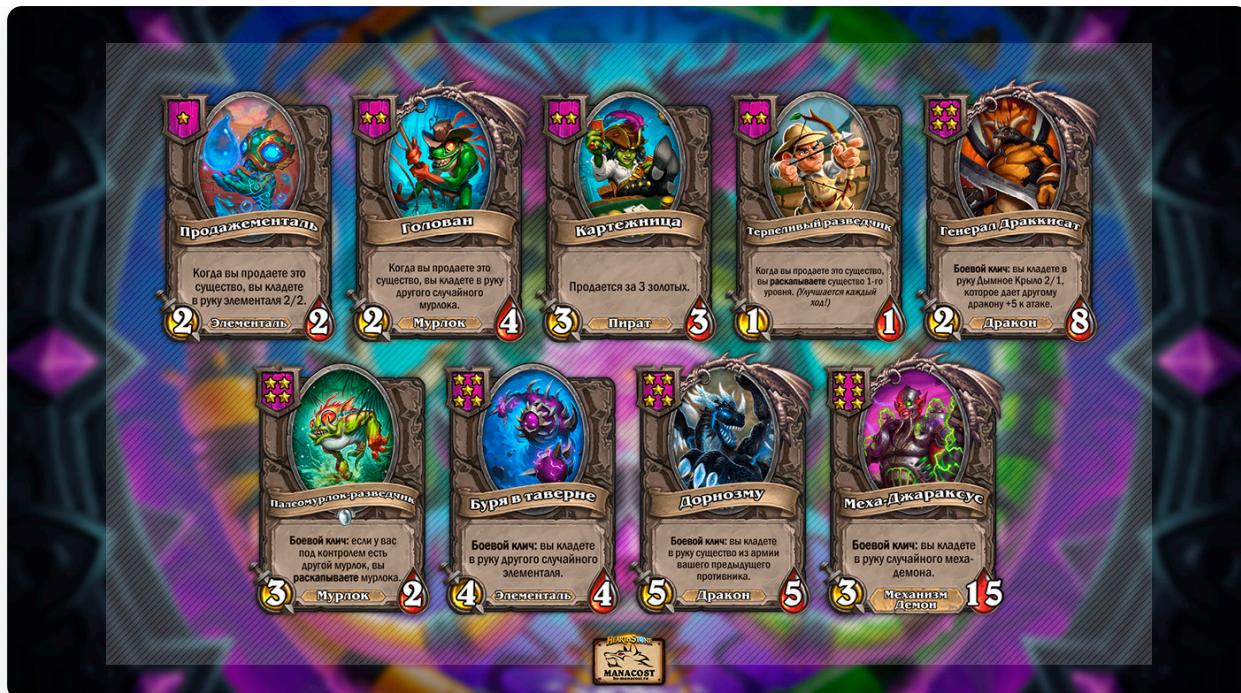 Продажементаль
Когда вы продаете это
существо, вы кладете
в руку элементаля 2/2.
2
Элементаль
2
Голован
Когда вы продаете это
существо, вы кладете в руку
другого случайного
мурлока.
2
Мурлок
4
Картежница
Продается за 3 золотых.
3
Пират
3
Терпеливый разведчик
Когда вы продаете это существо,
вы раскапываете существо 1-го
уровня. (Улучшается каждый
ход!)
1
1
Генерал Драккисат
Боевой клич: вы кладете в
руку Дымное Крыло 2/1,
которое дает другому
дракону +5 к атаке.
2
Дракон
8
Палеомурлок-разведчик
Боевой клич: если у вас
под контролем есть
другой мурлок, вы
раскапываете мурлока.
3
Мурлок
2
Буря в таверне
Боевой клич: вы кладете
в руку другого случайного
элементаля.
4
Элементаль
4
Дорнозму
Боевой клич: вы кладете
в руку существо из армии
вашего предыдущего
противника.
5
Дракон
5
Меха-Джараксус
Боевой клич: вы кладете
в руку случайного меха-
демона.
3
Механизм
Демон
15
HEARTHSTONE
MANACOST
hs-manacost.ru